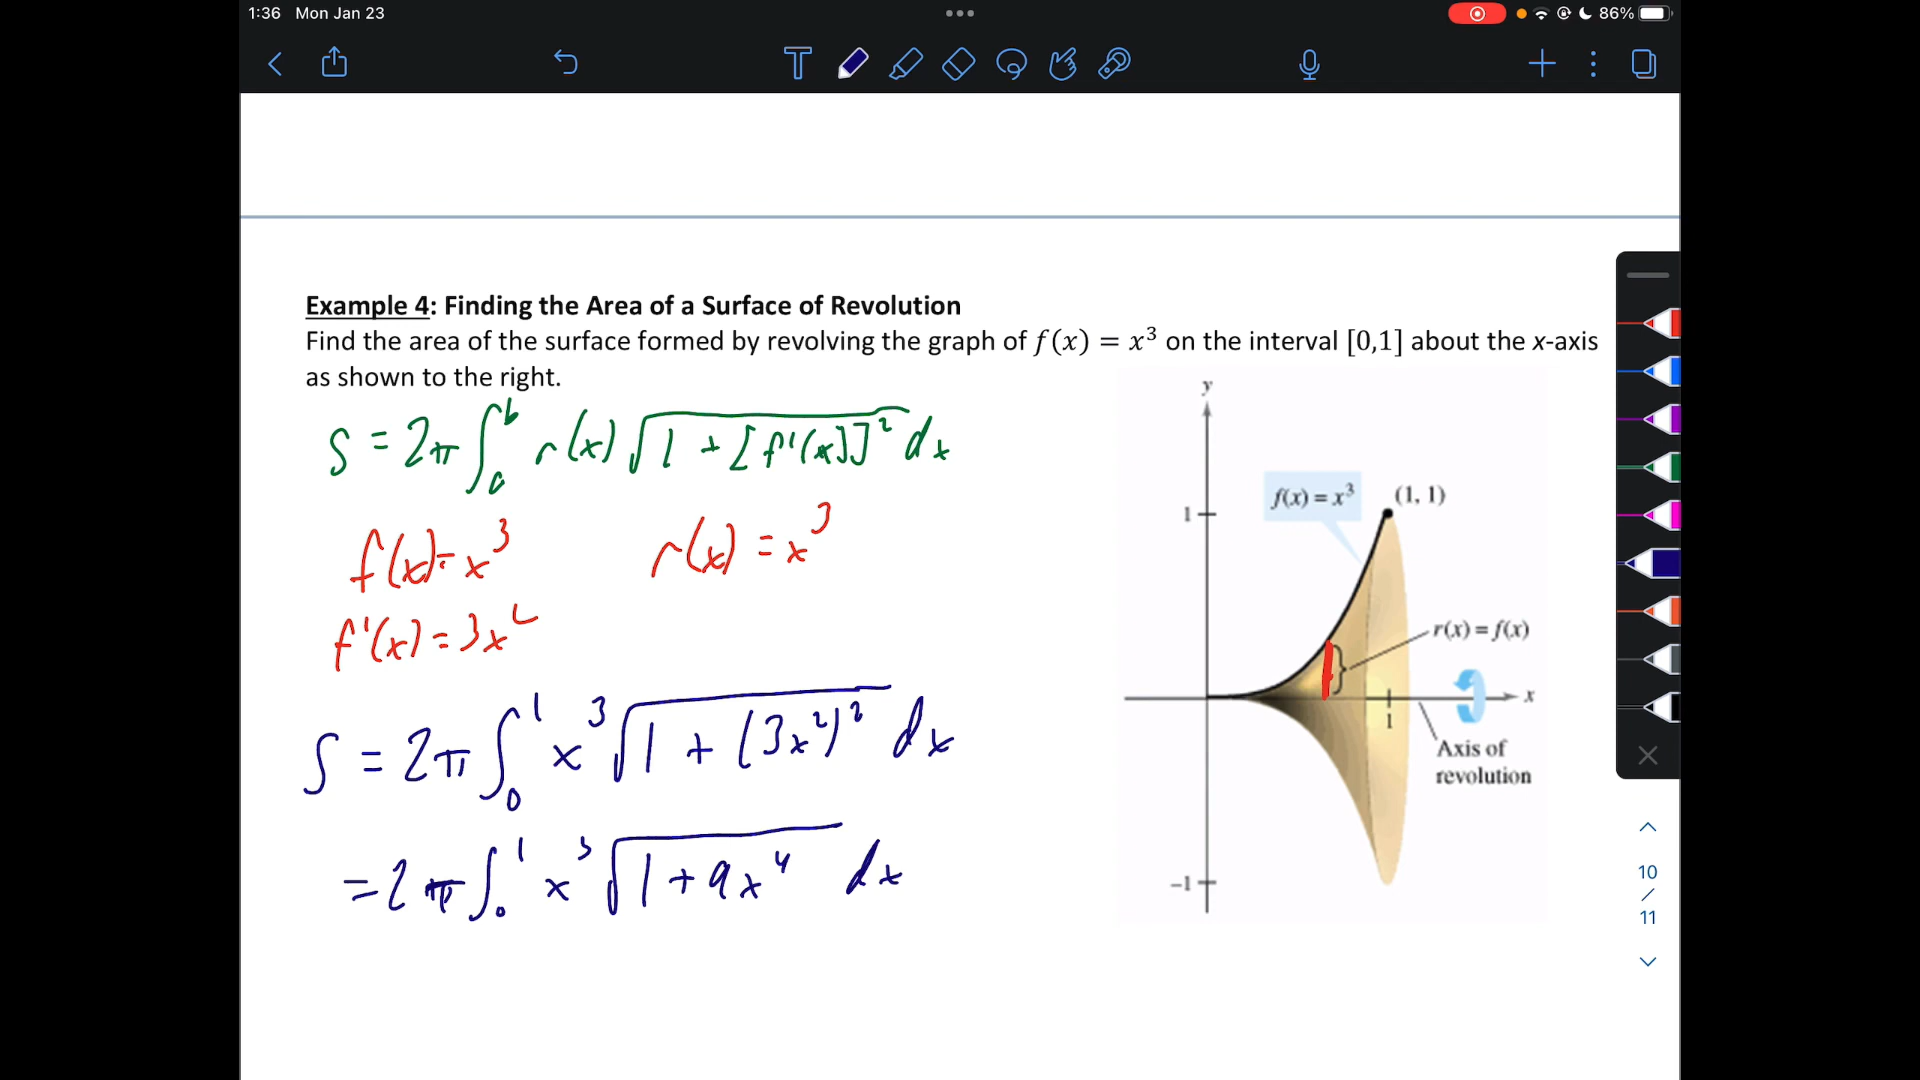 1:36 Mon Jan 23
86%
T
Example 4: Finding the Area of a Surface of Revolution
Find the area of the surface formed by revolving the graph of f(x) = x³ on the interval [0,1] about the x-axis
as shown to the right.
S = 2π ∫₀ᵇ r(x) √(1 + [f'(x)]² dx
f(x) = x³ r(x) = x³
f'(x) = 3x²
S = 2π ∫₀¹ x³ √(1 + (3x²)²) dx
= 2π ∫₀¹ x³ √(1 + 9x⁴) dx
y
f(x) = x³ (1, 1)
1
r(x) = f(x)
x
1
Axis of
revolution
−1
10
/
11